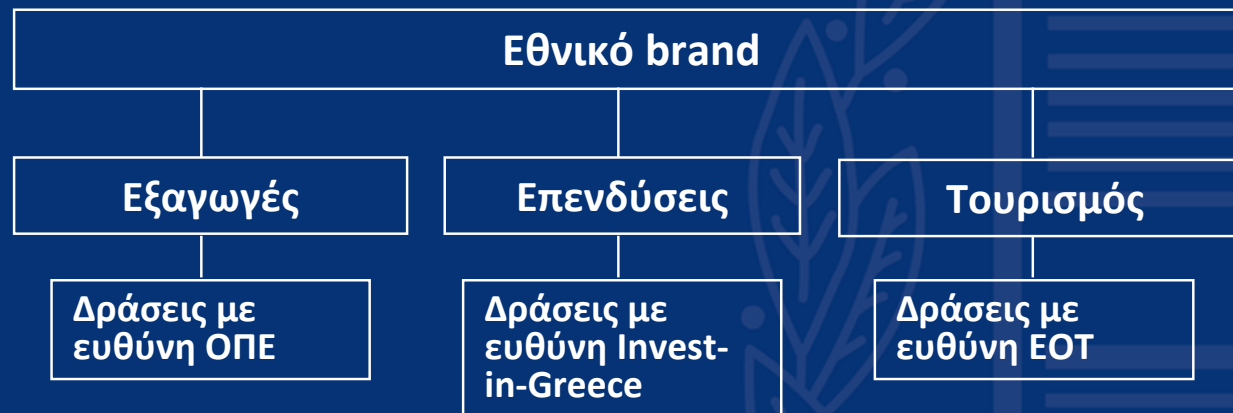 Εθνικό brand
Εξαγωγές
Επενδύσεις
Τουρισμός
Δράσεις με
ευθύνη ΟΠΕ
Δράσεις με
ευθύνη Invest-
in-Greece
Δράσεις με
ευθύνη ΕΟΤ